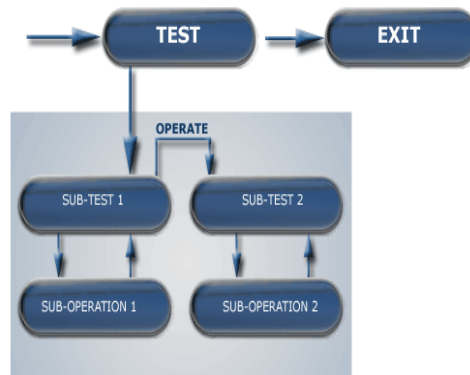 TEST
EXIT
OPERATE
SUB-TEST 1
SUB-TEST 2
SUB-OPERATION 1
SUB-OPERATION 2